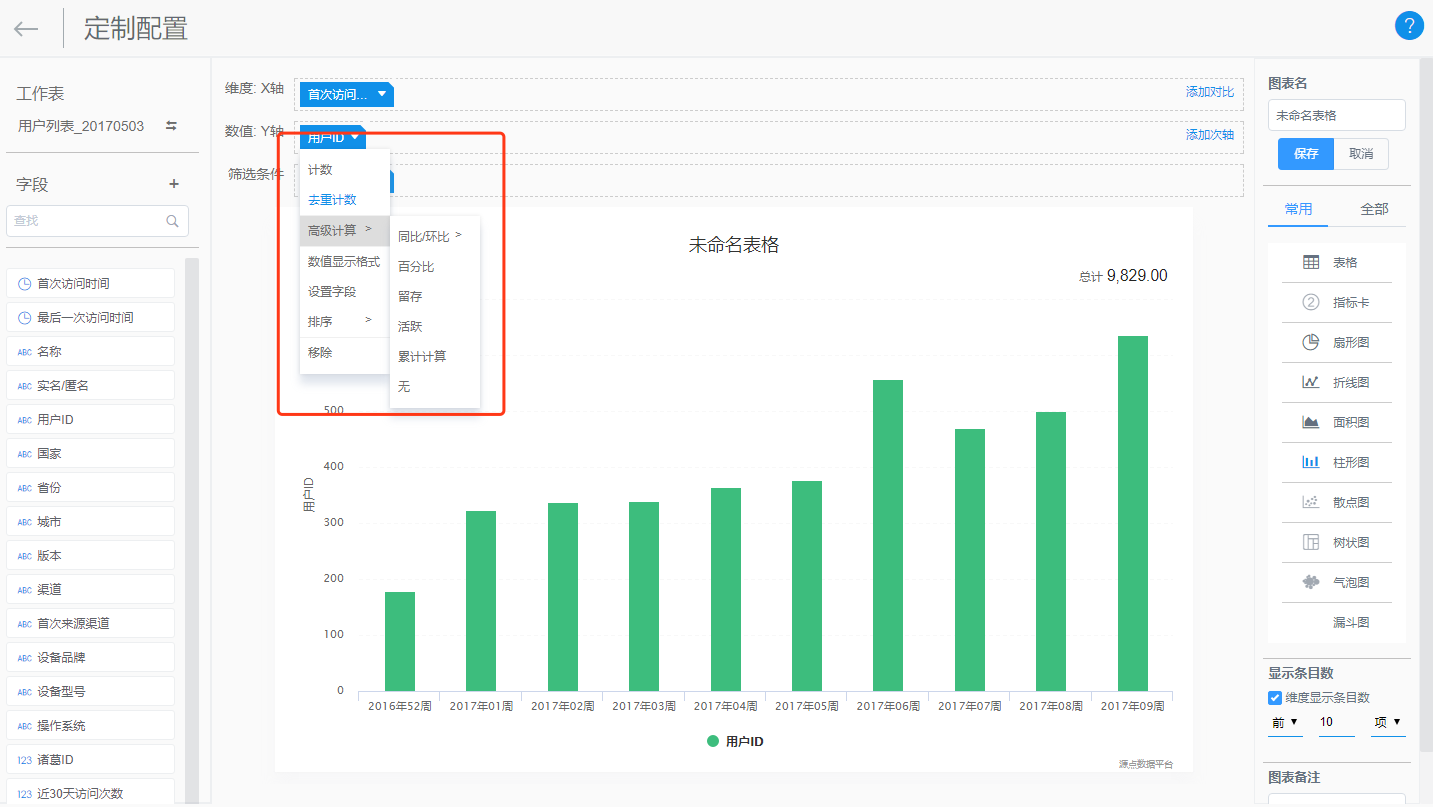 定制配置
?
工作表
用户列表_20170503
字段
+
查找
首次访问时间
最后一次访问时间
ABC 名称
ABC 实名/匿名
ABC 用户ID
ABC 国家
ABC 省份
ABC 城市
ABC 版本
ABC 渠道
ABC 首次来源渠道
ABC 设备品牌
ABC 设备型号
ABC 操作系统
123 诸葛ID
123 近30天访问次数
维度: X轴
首次访问...
添加对比
数值: Y轴
用户ID
添加次轴
筛选条件
计数
去重计数
高级计算 >
数值显示格式
设置字段
排序 >
移除
同比/环比 >
百分比
留存
活跃
累计计算
无
未命名表格
总计 9,829.00
500
400
300
200
100
0
用户ID
2016年52周
2017年01周
2017年02周
2017年03周
2017年04周
2017年05周
2017年06周
2017年07周
2017年08周
2017年09周
用户ID
源点数据平台
图表名
未命名表格
保存
取消
常用
全部
表格
2 指标卡
扇形图
折线图
面积图
柱形图
散点图
树状图
气泡图
漏斗图
显示条目数
维度显示条目数
前 ▼
10
项 ▼
图表备注